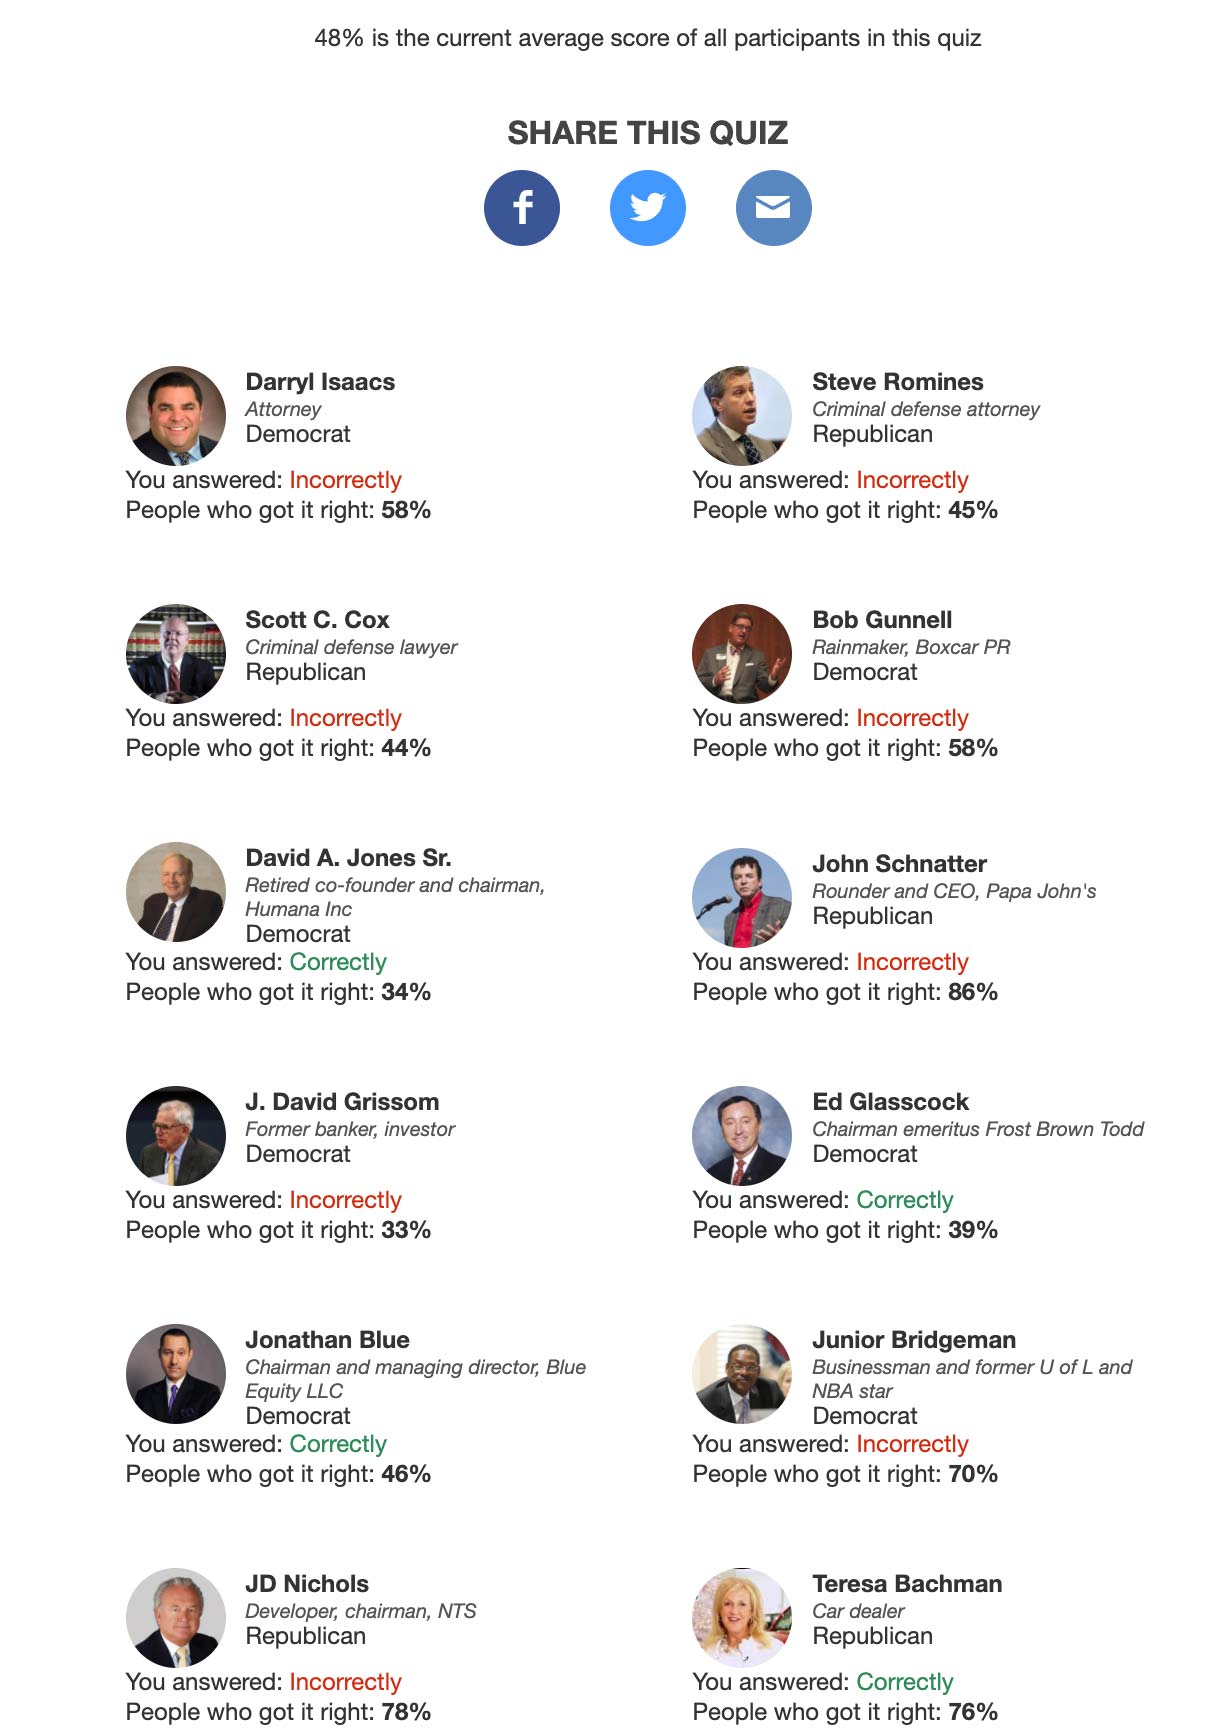 48% is the current average score of all participants in this quiz
SHARE THIS QUIZ
Darryl Isaacs
Attorney
Democrat
You answered: Incorrectly
People who got it right: 58%
Steve Romines
Criminal defense attorney
Republican
You answered: Incorrectly
People who got it right: 45%
Scott C. Cox
Criminal defense lawyer
Republican
You answered: Incorrectly
People who got it right: 44%
Bob Gunnell
Rainmaker, Boxcar PR
Democrat
You answered: Incorrectly
People who got it right: 58%
David A. Jones Sr.
Retired co-founder and chairman,
Humana Inc
Democrat
You answered: Correctly
People who got it right: 34%
John Schnatter
Rounder and CEO, Papa John's
Republican
You answered: Incorrectly
People who got it right: 86%
J. David Grissom
Former banker, investor
Democrat
You answered: Incorrectly
People who got it right: 33%
Ed Glasscock
Chairman emeritus Frost Brown Todd
Democrat
You answered: Correctly
People who got it right: 39%
Jonathan Blue
Chairman and managing director, Blue
Equity LLC
Democrat
You answered: Correctly
People who got it right: 46%
Junior Bridgeman
Businessman and former U of L and
NBA star
Democrat
You answered: Incorrectly
People who got it right: 70%
JD Nichols
Developer, chairman, NTS
Republican
You answered: Incorrectly
People who got it right: 78%
Teresa Bachman
Car dealer
Republican
You answered: Correctly
People who got it right: 76%